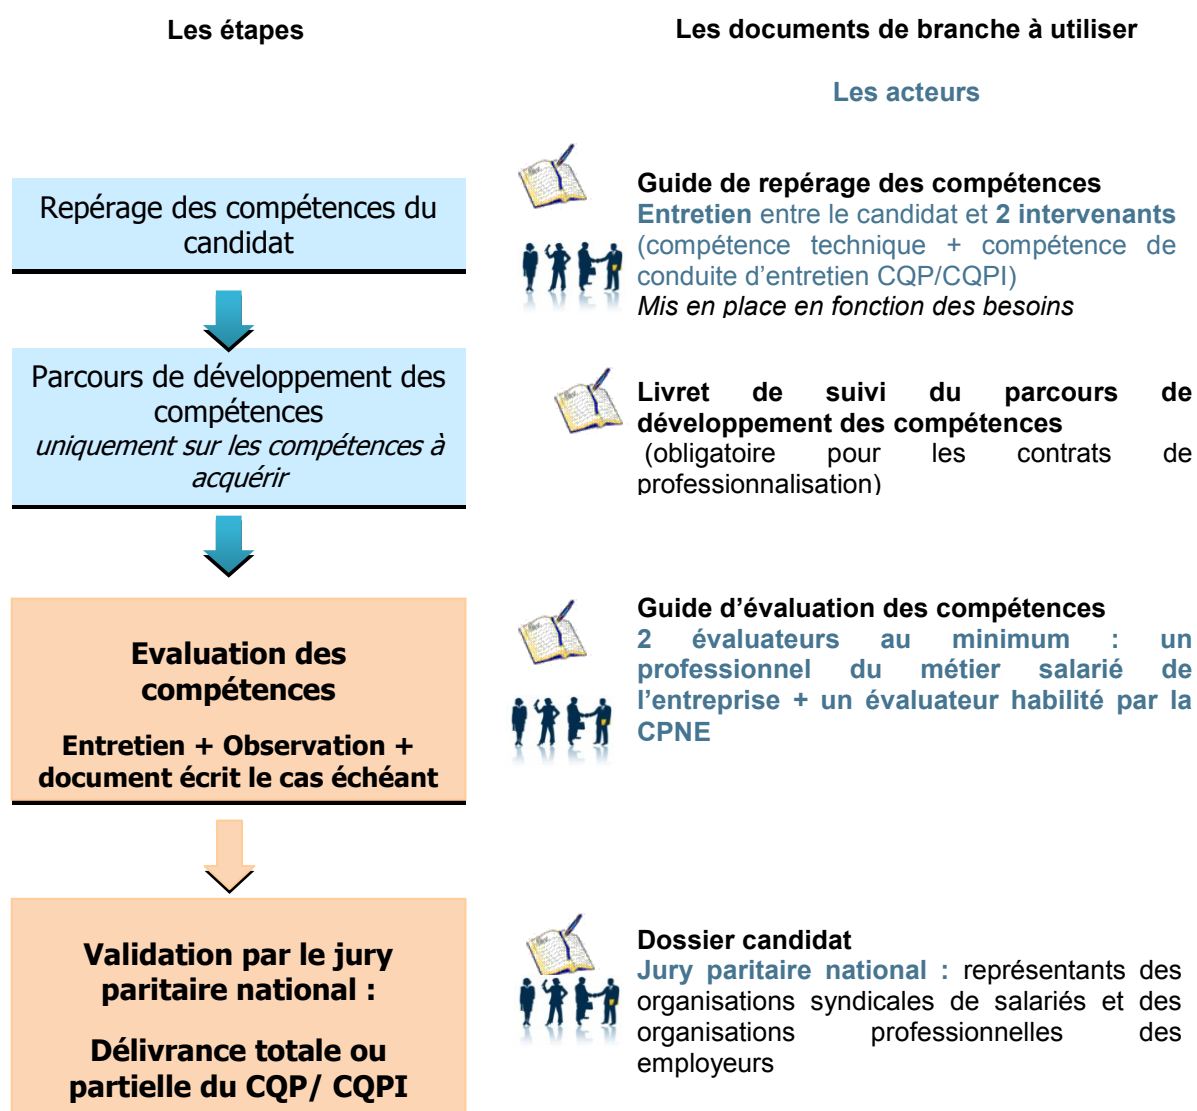 Les étapes
Les documents de branche à utiliser
Les acteurs
Repérage des compétences du
candidat
Guide de repérage des compétences
Entretien entre le candidat et 2 intervenants
(compétence technique + compétence de
conduite d’entretien CQP/CQPI)
Mis en place en fonction des besoins
Parcours de développement des
compétences
uniquement sur les compétences à
acquérir
Livret de suivi du parcours de
développement des compétences
(obligatoire pour les contrats de
professionnalisation)
Evaluation des
compétences
Entretien + Observation +
document écrit le cas échéant
Guide d’évaluation des compétences
2 évaluateurs au minimum : un
professionnel du métier salarié de
l’entreprise + un évaluateur habilité par la
CPNE
Validation par le jury
paritaire national :
Délivrance totale ou
partielle du CQP/ CQPI
Dossier candidat
Jury paritaire national : représentants des
organisations syndicales de salariés et des
organisations professionnelles des
employeurs